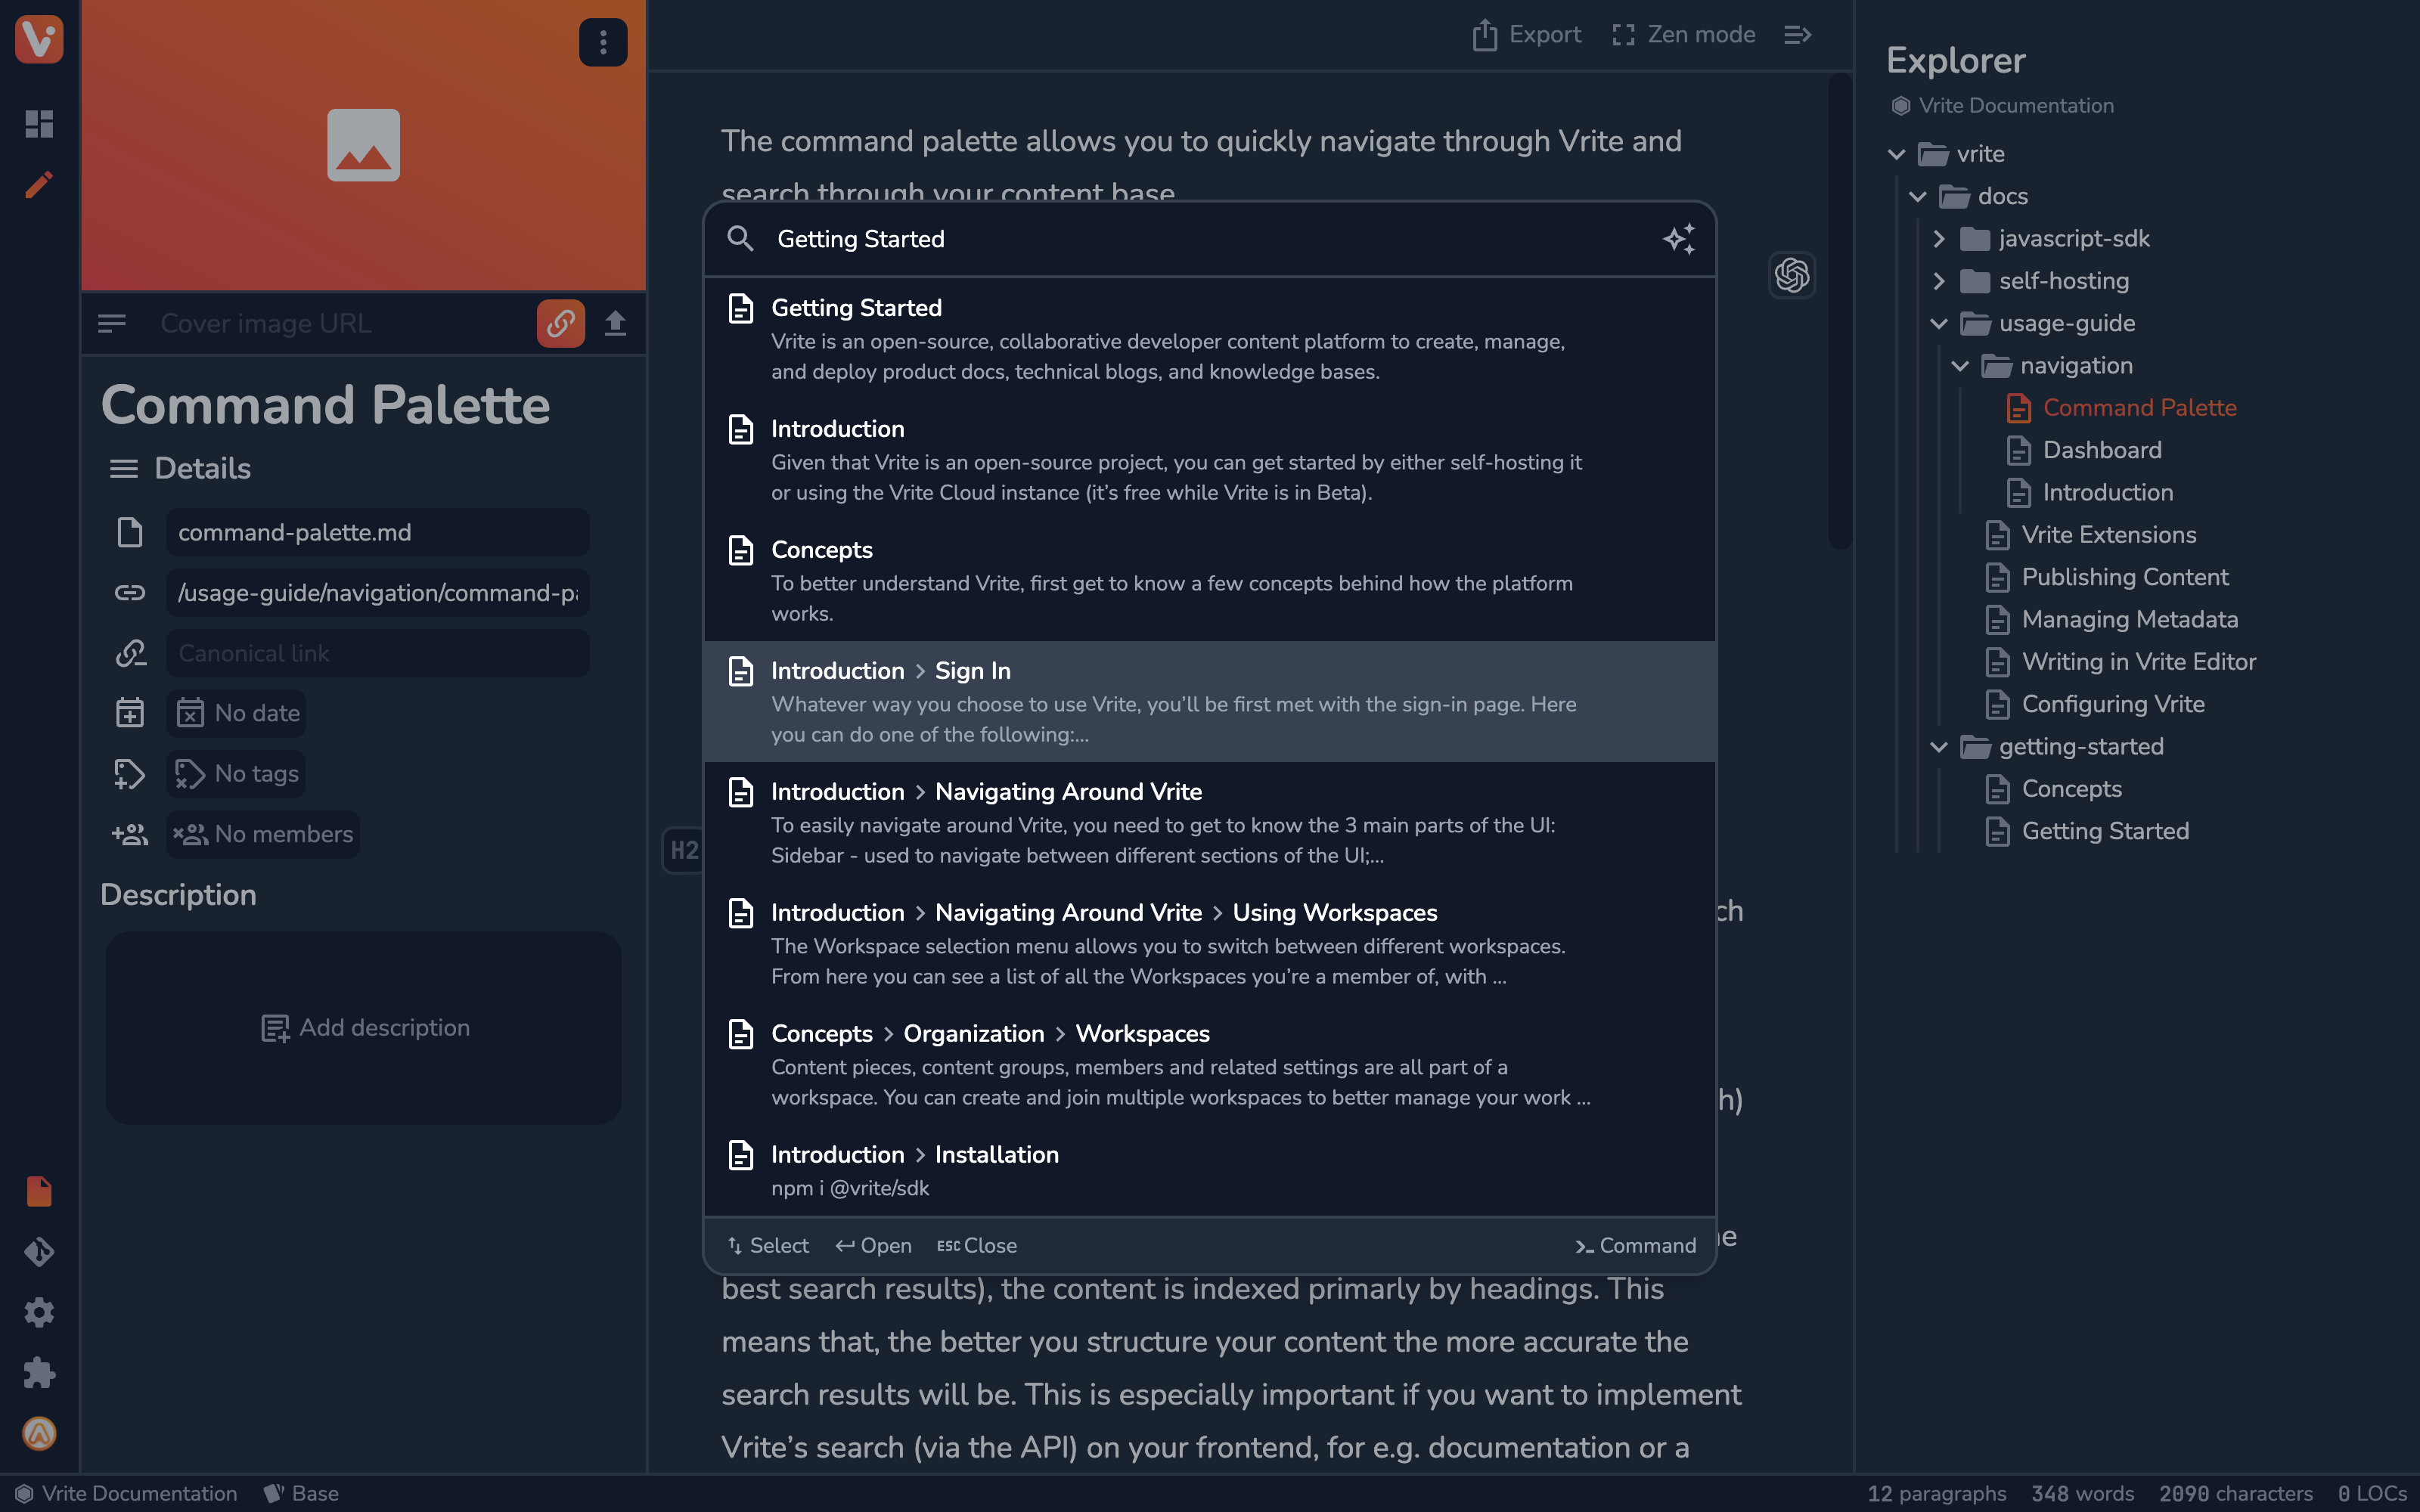 Cover image URL
Command Palette
Details
command-palette.md
/usage-guide/navigation/command-pa
Canonical link
No date
No tags
No members
Description
Add description
Export
Zen mode
The command palette allows you to quickly navigate through Vrite and
search through your content base
Getting Started
Getting Started
Vrite is an open-source, collaborative developer content platform to create, manage,
and deploy product docs, technical blogs, and knowledge bases.
Introduction
Given that Vrite is an open-source project, you can get started by either self-hosting it
or using the Vrite Cloud instance (it’s free while Vrite is in Beta).
Concepts
To better understand Vrite, first get to know a few concepts behind how the platform
works.
Introduction > Sign In
Whatever way you choose to use Vrite, you’ll be first met with the sign-in page. Here
you can do one of the following:...
Introduction > Navigating Around Vrite
To easily navigate around Vrite, you need to get to know the 3 main parts of the UI:
Sidebar - used to navigate between different sections of the UI;...
H2
Introduction > Navigating Around Vrite > Using Workspaces
The Workspace selection menu allows you to switch between different workspaces.
From here you can see a list of all the Workspaces you’re a member of, with ...
Concepts > Organization > Workspaces
Content pieces, content groups, members and related settings are all part of a
workspace. You can create and join multiple workspaces to better manage your work ...
Introduction > Installation
npm i @vrite/sdk
Select Open ESC Close Command
best search results), the content is indexed primarly by headings. This
means that, the better you structure your content the more accurate the
search results will be. This is especially important if you want to implement
Vrite’s search (via the API) on your frontend, for e.g. documentation or a
Explorer
Vrite Documentation
vrite
docs
javascript-sdk
self-hosting
usage-guide
navigation
Command Palette
Dashboard
Introduction
Vrite Extensions
Publishing Content
Managing Metadata
Writing in Vrite Editor
Configuring Vrite
getting-started
Concepts
Getting Started
Vrite Documentation Base
12 paragraphs 348 words 2090 characters 0 LOCs